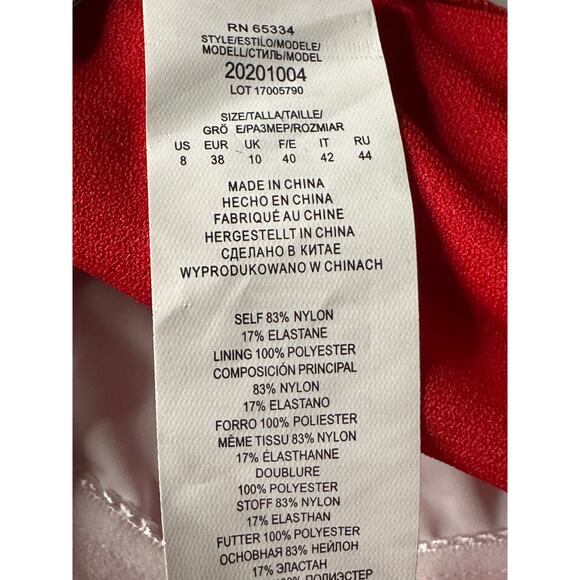 RN 65334
STYLE/ESTILO/MODELE/
MODELL/СТИЛЬ/MODEL
20201004
LOT 17005790
SIZE/TALLA/TAILLE/
GRÖ E/РАЗМЕР/ROZMIAR
US EUR UK F/E IT RU
8 38 10 40 42 44
MADE IN CHINA
HECHO EN CHINA
FABRIQUÉ AU CHINE
HERGESTELLT IN CHINA
СДЕЛАНО В КИТАЕ
WYPRODUKOWANO W CHINACH
SELF 83% NYLON
17% ELASTANE
LINING 100% POLYESTER
COMPOSICIÓN PRINCIPAL
83% NYLON
17% ELASTANO
FORRO 100% POLIESTER
MÊME TISSU 83% NYLON
17% ÉLASTHANNE
DOUBLURE
100% POLYESTER
STOFF 83% NYLON
17% ELASTHAN
FUTTER 100% POLYESTER
ОСНОВНАЯ 83% НЕЙЛОН
17% ЭЛАСТАН
ПОЛИЭСТЕР